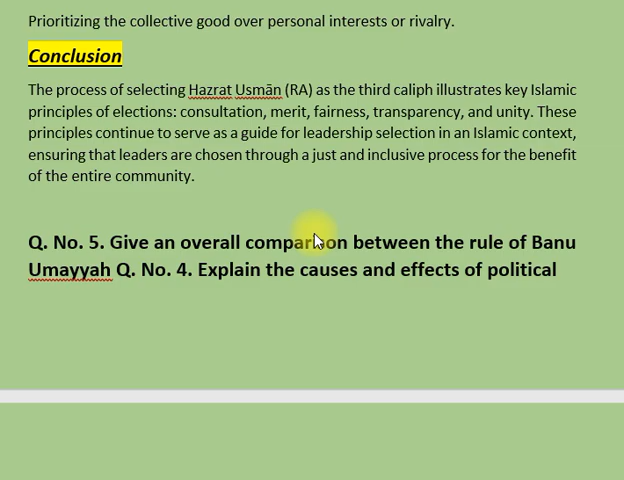 Prioritizing the collective good over personal interests or rivalry.
Conclusion
The process of selecting Hazrat Usmān (RA) as the third caliph illustrates key Islamic
principles of elections: consultation, merit, fairness, transparency, and unity. These
principles continue to serve as a guide for leadership selection in an Islamic context,
ensuring that leaders are chosen through a just and inclusive process for the benefit
of the entire community.
Q. No. 5. Give an overall comparison between the rule of Banu
Umayyah Q. No. 4. Explain the causes and effects of political